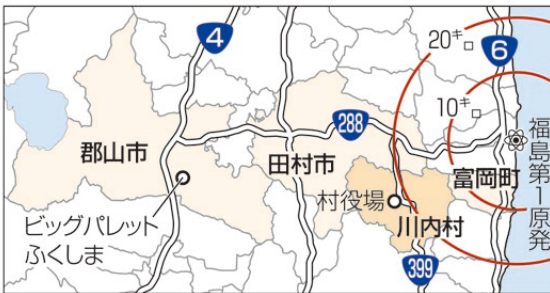 4
20㌔
6
10㌔
288
福島第1原発
郡山市
田村市
富岡町
村役場
ビッグパレット
ふくしま
川内村
399